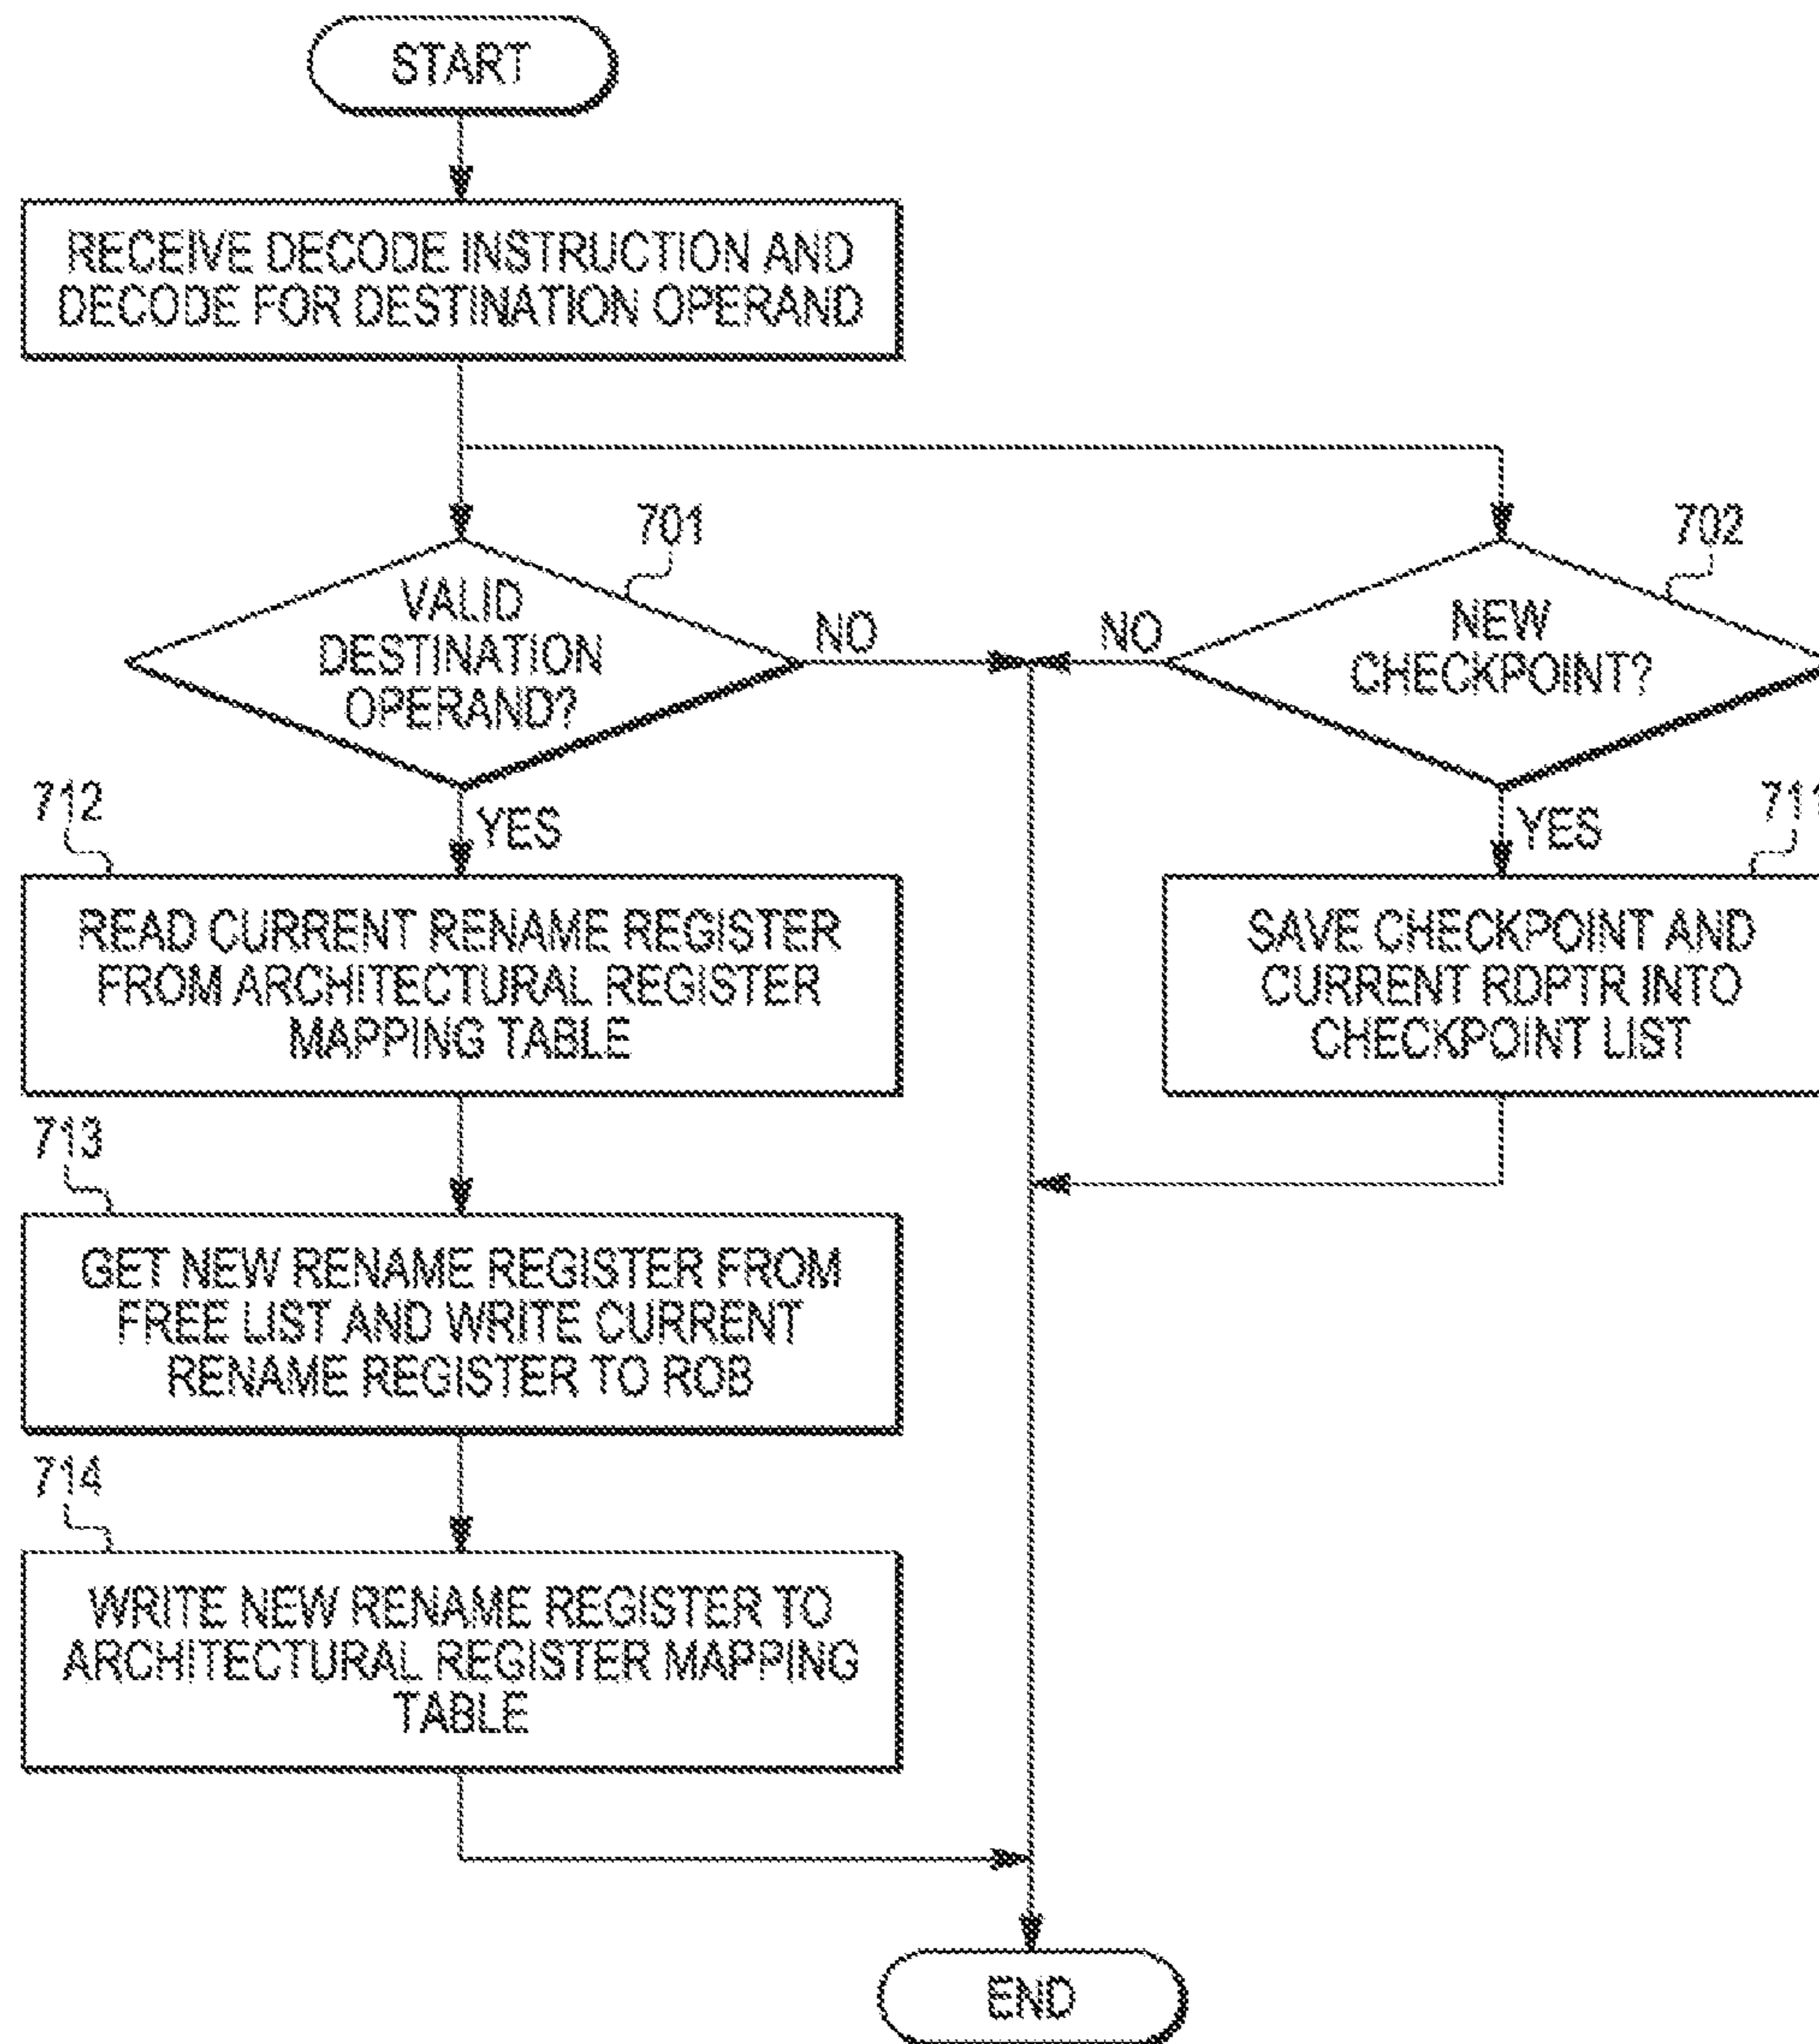 START
RECEIVE DECODE INSTRUCTION AND
DECODE FOR DESTINATION OPERAND
701
VALID
DESTINATION
OPERAND?
NO
YES
702
NEW
CHECKPOINT?
NO
YES
712
READ CURRENT RENAME REGISTER
FROM ARCHITECTURAL REGISTER
MAPPING TABLE
711
SAVE CHECKPOINT AND
CURRENT RDPTR INTO
CHECKPOINT LIST
713
GET NEW RENAME REGISTER FROM
FREE LIST AND WRITE CURRENT
RENAME REGISTER TO ROB
714
WRITE NEW RENAME REGISTER TO
ARCHITECTURAL REGISTER MAPPING
TABLE
END